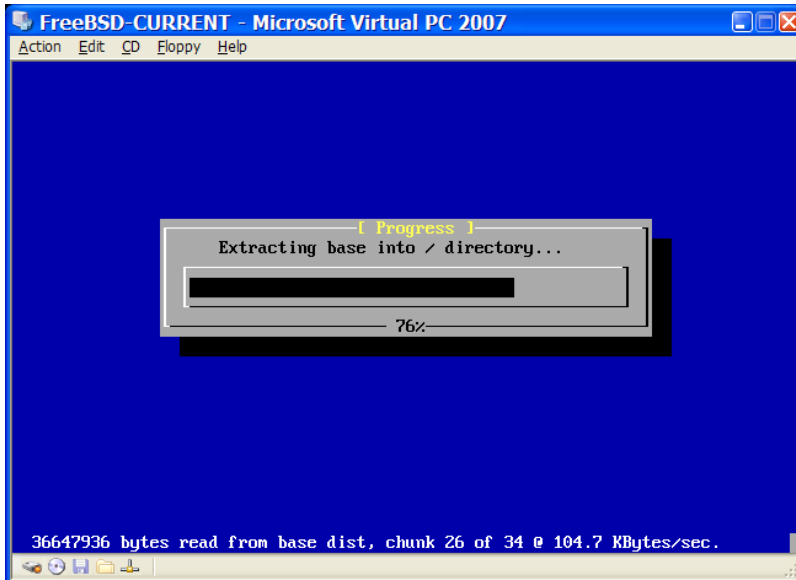 FreeBSD-CURRENT - Microsoft Virtual PC 2007
Action Edit CD Floppy Help
[ Progress ]
Extracting base into / directory...
76%
36647936 bytes read from base dist, chunk 26 of 34 @ 104.7 KBytes/sec.